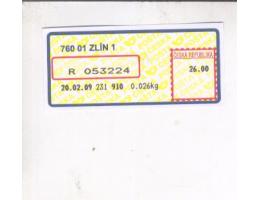 760 01 ZLÍN 1
ČESKÁ REPUBLIKA
R 053224
26.00
20.02.09 231 910 0.026kg